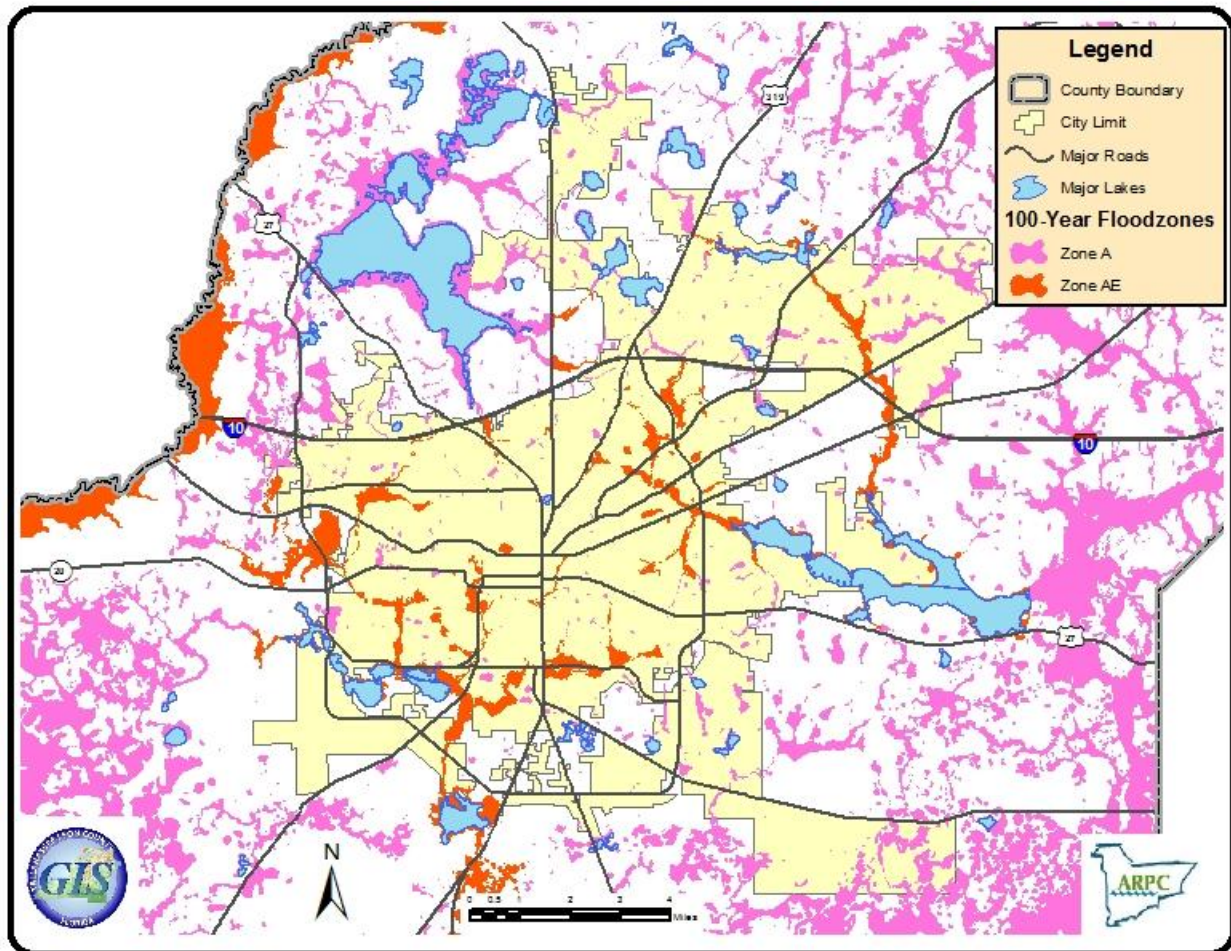 Legend
County Boundary
City Limit
Major Roads
Major Lakes
100-Year Floodzones
Zone A
Zone AE
319
27
10
10
20
27
GIS
FLORIDA
N
0 0.5 1 2 3 4
Miles
ARPC